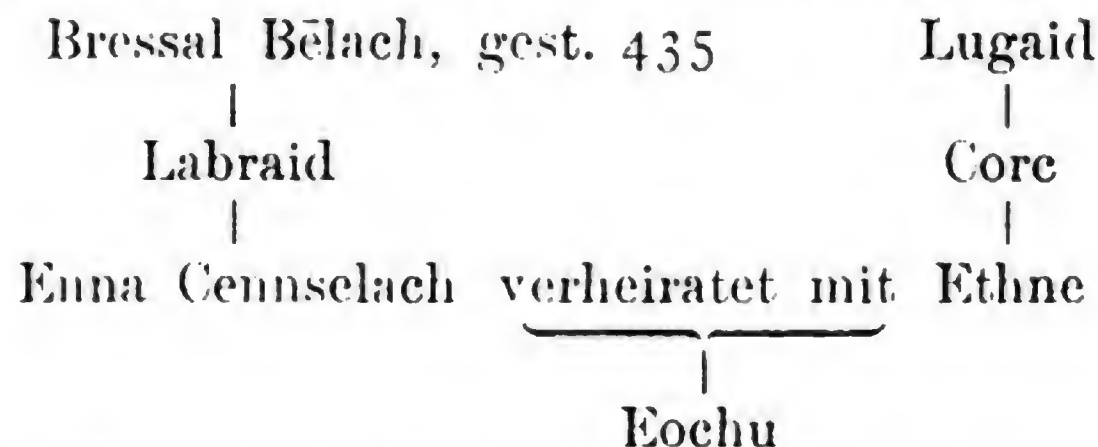 Bressal Bēlach, gest. 435 Lugaid
Labraid Corc
Enna Cennselach verheiratet mit Ethne
Eochu